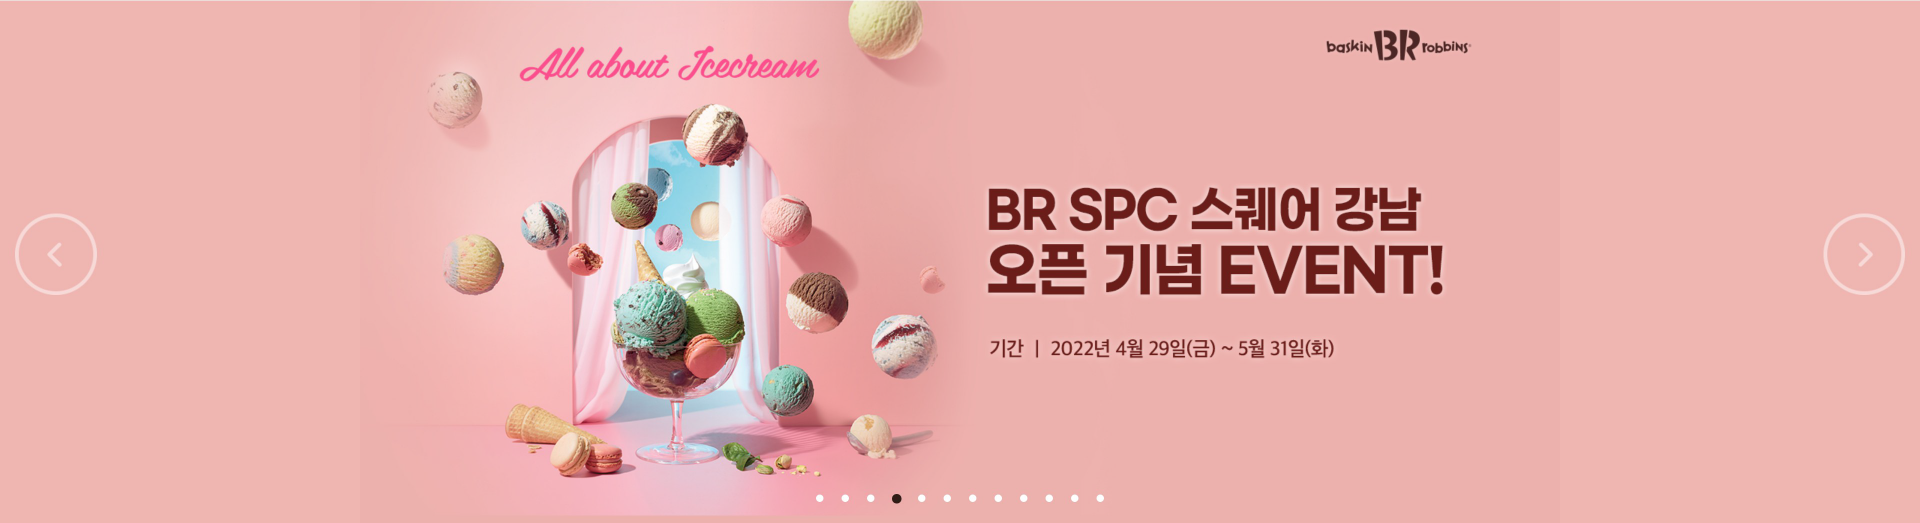 All about Icecream
baskin BR robbins
BR SPC 스퀘어 강남
오픈 기념 EVENT!
기간 | 2022년 4월 29일(금) ~ 5월 31일(화)